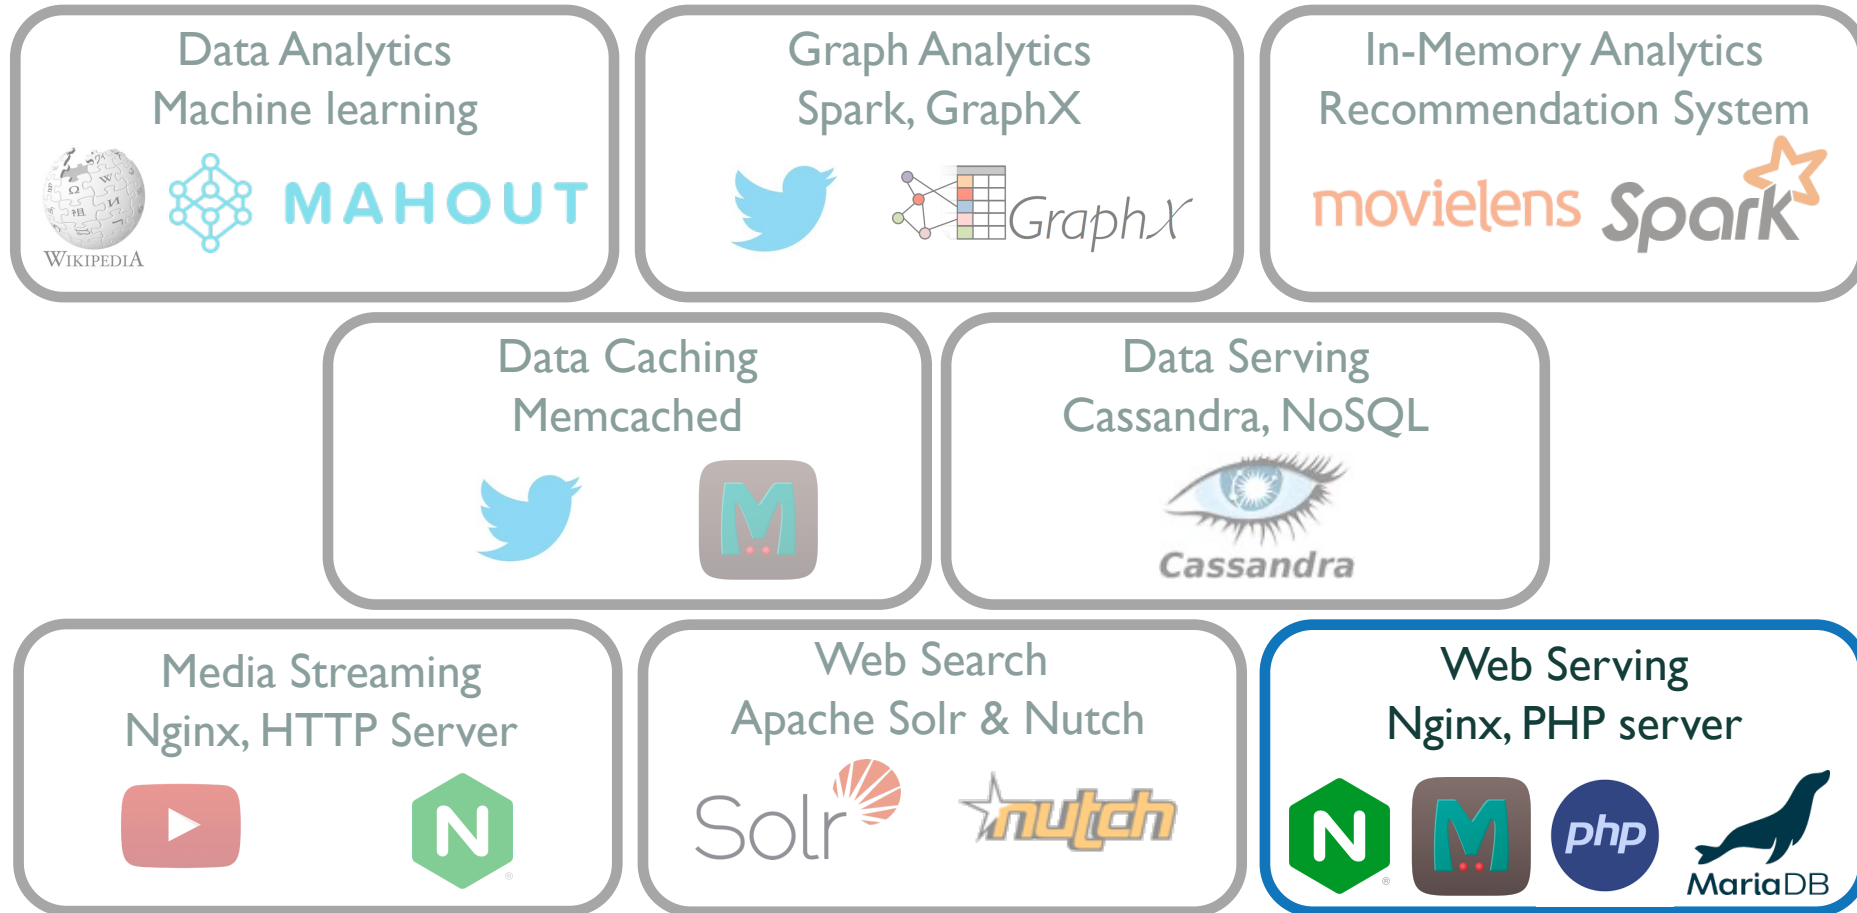 Data Analytics
Machine learning
WIKIPEDIA
MAHOUT
Graph Analytics
Spark, GraphX
GraphX
In-Memory Analytics
Recommendation System
movielens
Spark
Data Caching
Memcached
M
Data Serving
Cassandra, NoSQL
Cassandra
Media Streaming
Nginx, HTTP Server
N
®
Web Search
Apache Solr & Nutch
Solr
nutch
Web Serving
Nginx, PHP server
N
®
M
php
MariaDB